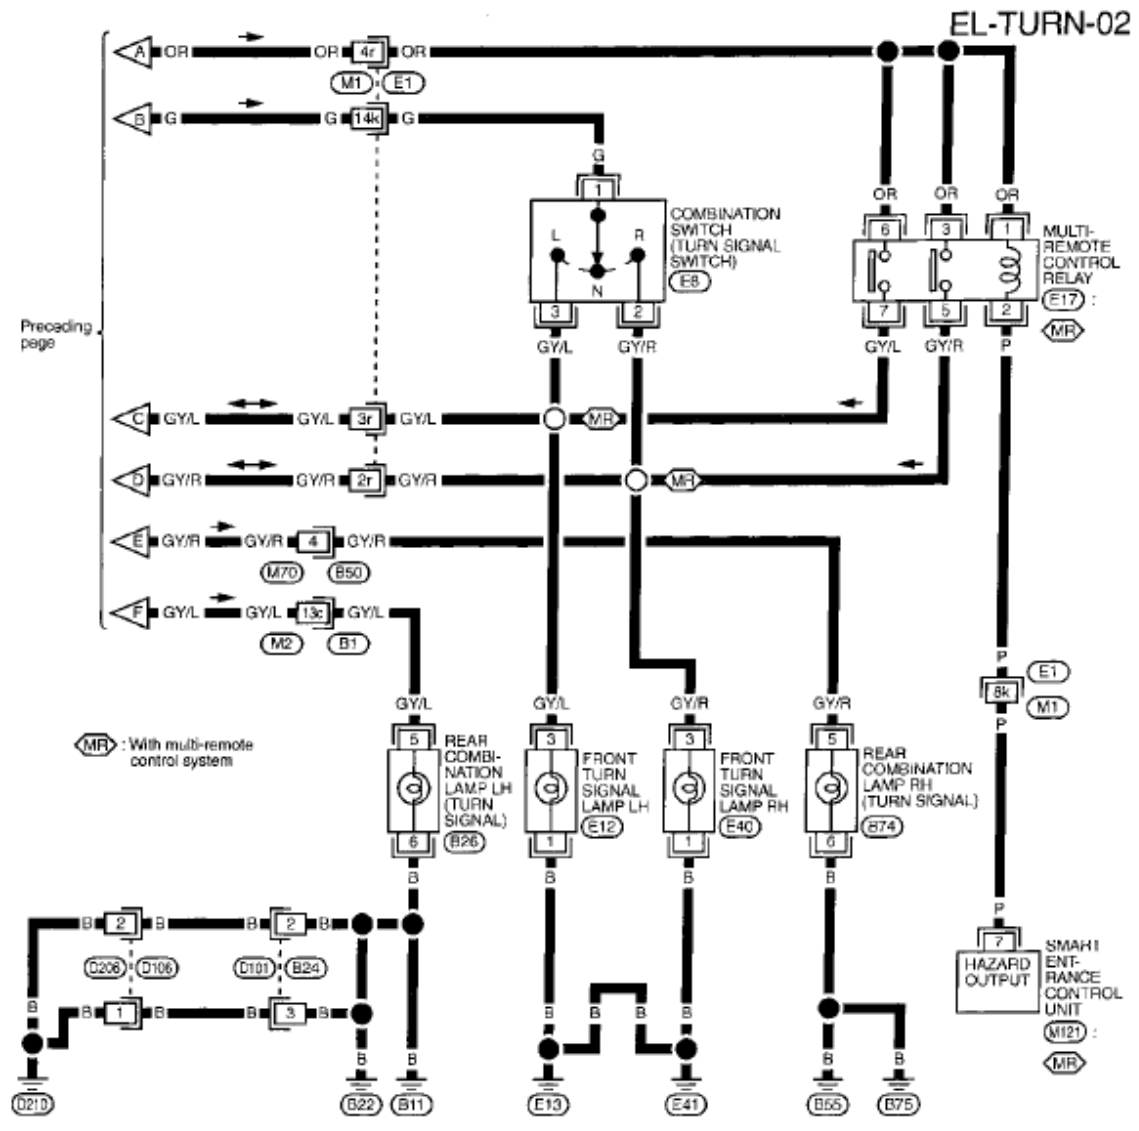 EL-TURN-02
A OR OR 4r OR
M1 E1
B G G 14k G
G
OR OR OR
1
6 3 1
COMBINATION
SWITCH
(TURN SIGNAL
SWITCH)
E8
L R
N
3 2
MULTI-
REMOTE
CONTROL
RELAY
E17 :
MR
7 5 2
GY/L GY/R
GY/L GY/R P
Preceding
page
C GY/L GY/L 3r GY/L MR
D GY/R GY/R 2r GY/R MR
E GY/R GY/R 4 GY/R
M70 B50
F GY/L GY/L 13c GY/L
M2 B1
P
8k
E1
M1
P
GY/L GY/L GY/R GY/R
5 3 3 5
MR : With multi-remote
control system
REAR
COMBI-
NATION
LAMP LH
(TURN
SIGNAL)
B26
FRONT
TURN
SIGNAL
LAMP LH
E12
FRONT
TURN
SIGNAL
LAMP RH
E40
REAR
COMBINATION
LAMP RH
(TURN SIGNAL)
B74
6 1 1 6
B B B B
P
7
HAZARD
OUTPUT
SMART
ENT-
RANCE
CONTROL
UNIT
M121 :
MR
B 2 B B 2 B
D206 D106 D101 B24
B 1 B B 3 B
B B B B B B B B B
D210 B22 B11 E13 E41 B55 B75